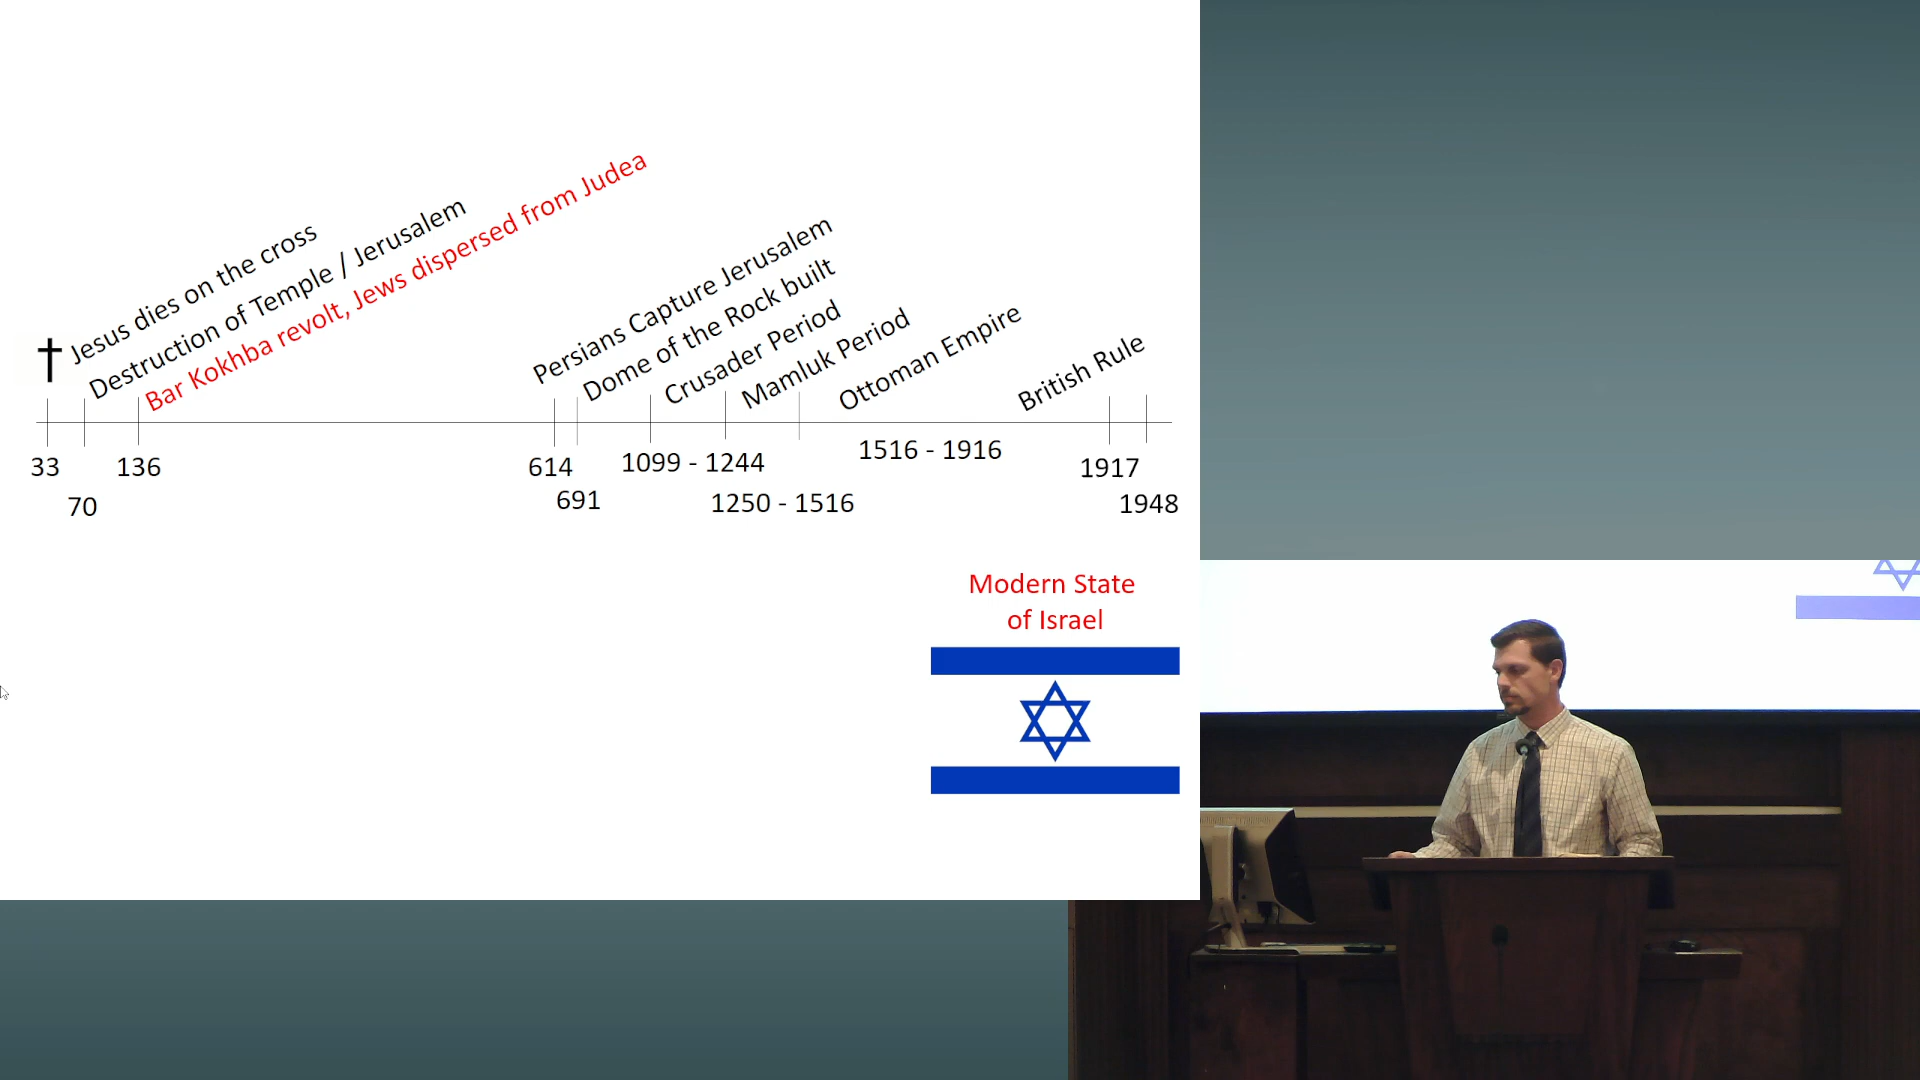 Jesus dies on the cross
Destruction of Temple / Jerusalem
Bar Kokhba revolt, Jews dispersed from Judea
Persians Capture Jerusalem
Dome of the Rock built
Crusader Period
Mamluk Period
Ottoman Empire
British Rule
33
70
136
614
691
1099 - 1244
1250 - 1516
1516 - 1916
1917
1948
Modern State
of Israel